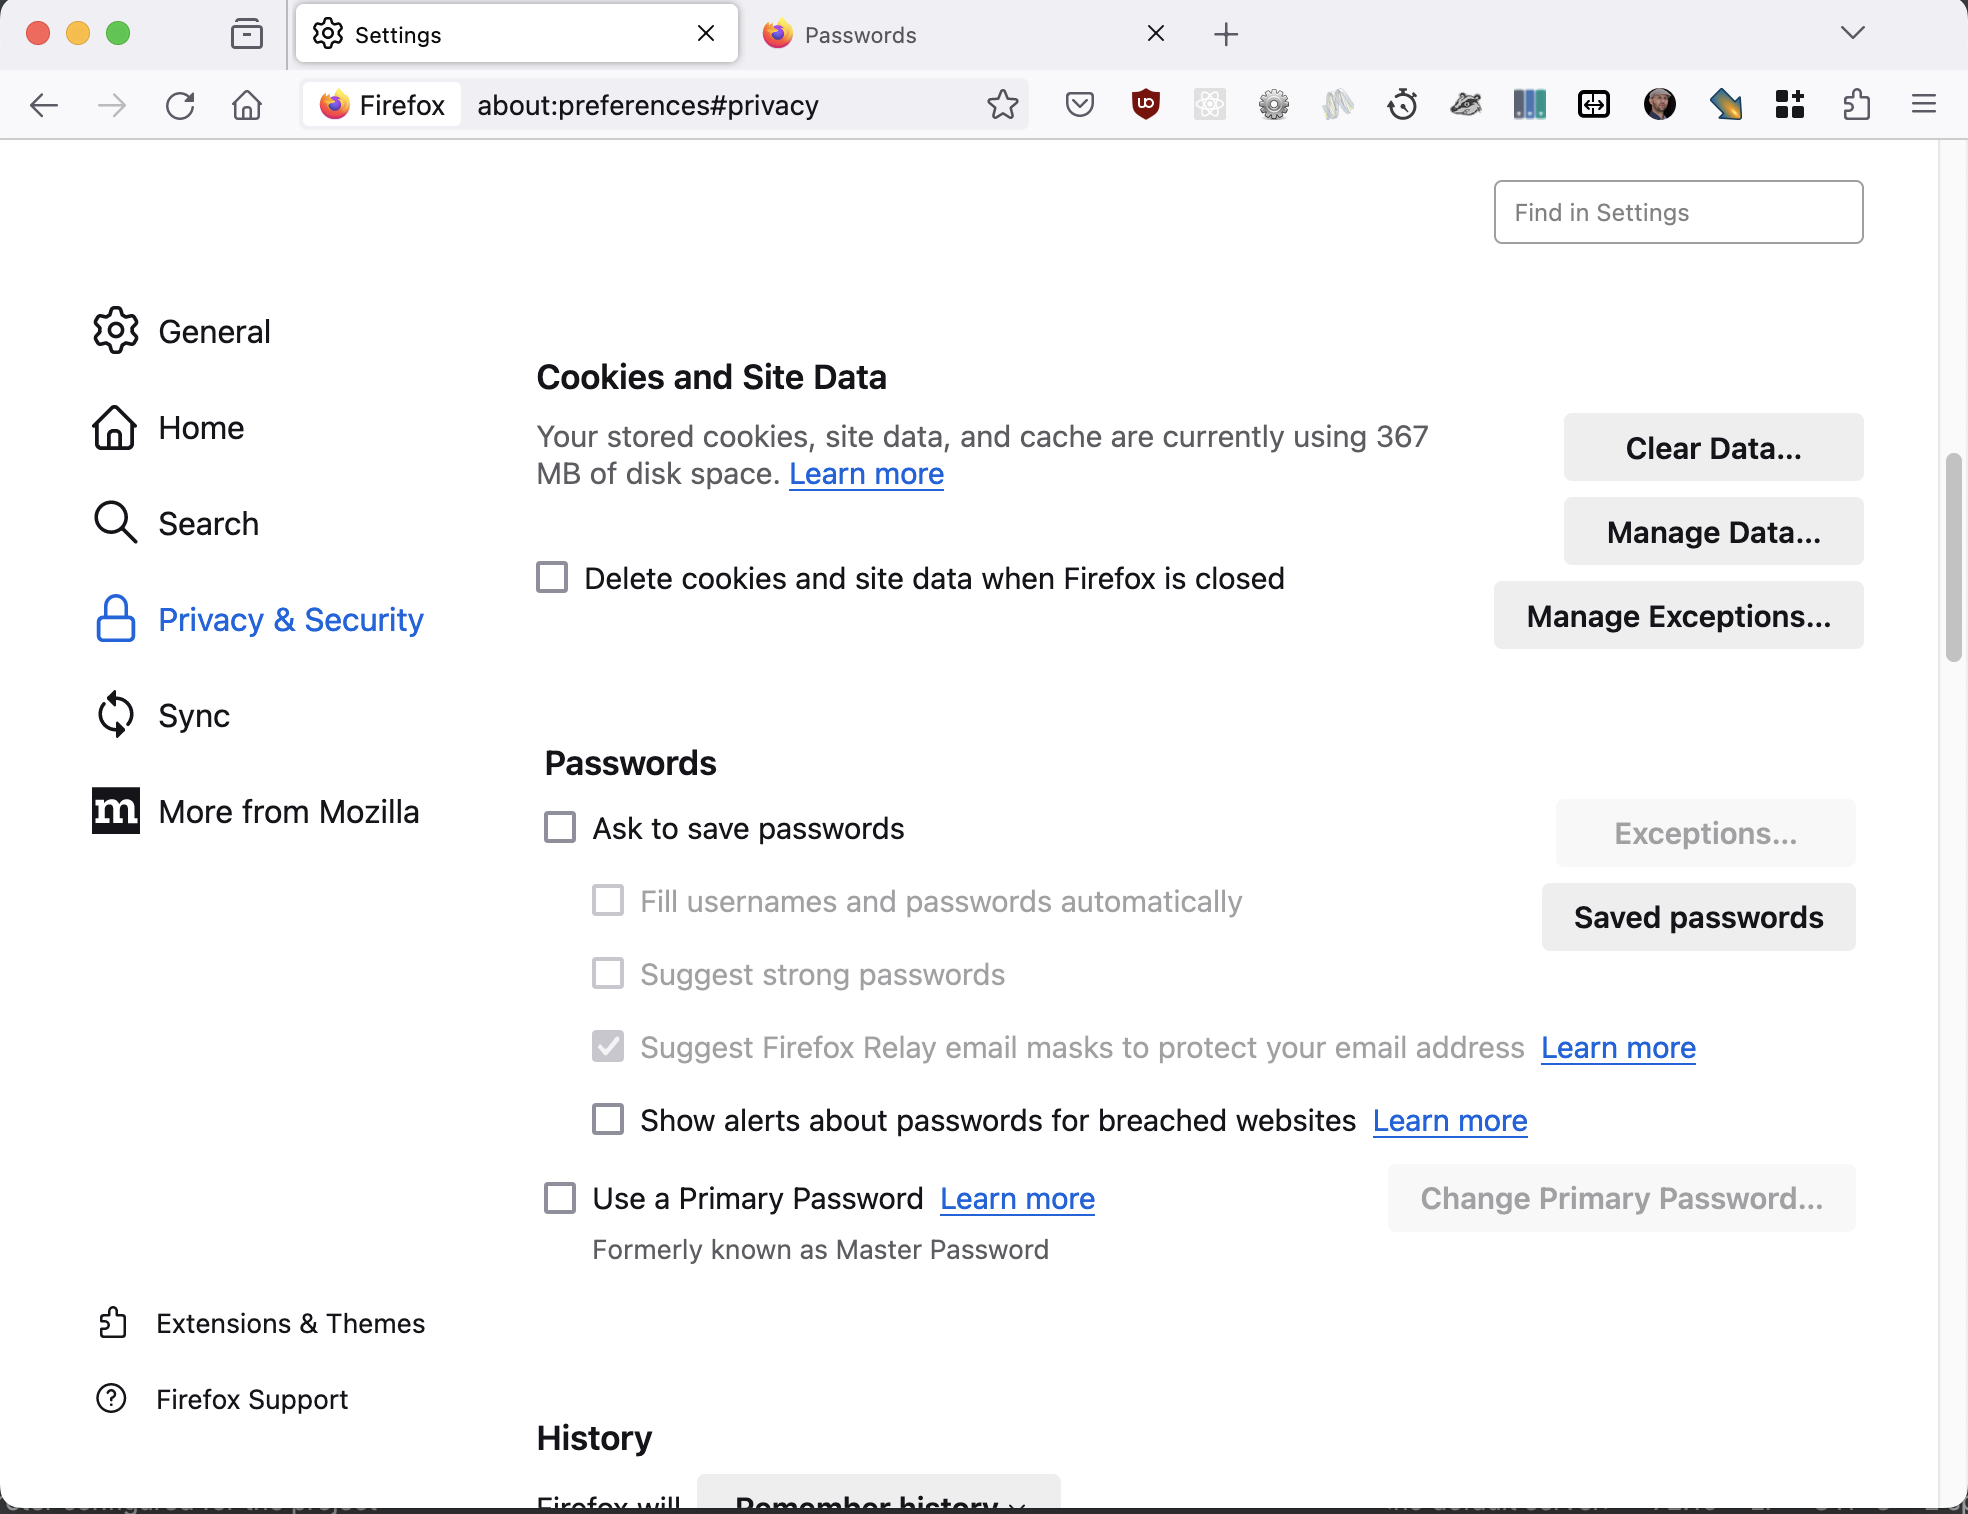 Settings
Passwords
Firefox
about:preferences#privacy
Find in Settings
General
Home
Search
Privacy & Security
Sync
m
More from Mozilla
Extensions & Themes
Firefox Support
Cookies and Site Data
Your stored cookies, site data, and cache are currently using 367
MB of disk space. Learn more
Clear Data...
Manage Data...
Delete cookies and site data when Firefox is closed
Manage Exceptions...
Passwords
Ask to save passwords
Exceptions...
Fill usernames and passwords automatically
Saved passwords
Suggest strong passwords
Suggest Firefox Relay email masks to protect your email address Learn more
Show alerts about passwords for breached websites Learn more
Use a Primary Password Learn more
Change Primary Password...
Formerly known as Master Password
History
Firefox will Remember history